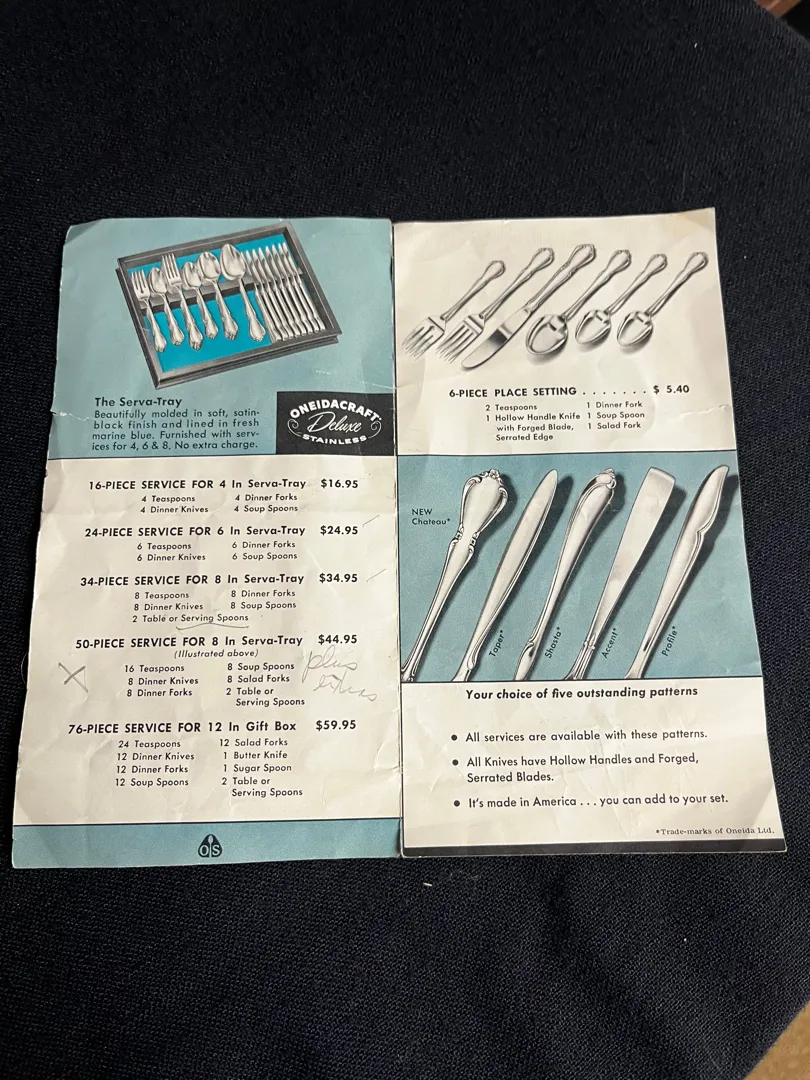 The Serva-Tray
Beautifully molded in soft, satin-
black finish and lined in fresh
marine blue. Furnished with serv-
ices for 4, 6 & 8. No extra charge.
ONEIDACRAFT
Deluxe
STAINLESS
16-PIECE SERVICE FOR 4 In Serva-Tray $16.95
4 Teaspoons 4 Dinner Forks
4 Dinner Knives 4 Soup Spoons
24-PIECE SERVICE FOR 6 In Serva-Tray $24.95
6 Teaspoons 6 Dinner Forks
6 Dinner Knives 6 Soup Spoons
34-PIECE SERVICE FOR 8 In Serva-Tray $34.95
8 Teaspoons 8 Dinner Forks
8 Dinner Knives 8 Soup Spoons
2 Table or Serving Spoons
50-PIECE SERVICE FOR 8 In Serva-Tray $44.95
(Illustrated above)
plus
extras
X
16 Teaspoons 8 Soup Spoons
8 Dinner Knives 8 Salad Forks
8 Dinner Forks 2 Table or
Serving Spoons
76-PIECE SERVICE FOR 12 In Gift Box $59.95
24 Teaspoons 12 Salad Forks
12 Dinner Knives 1 Butter Knife
12 Dinner Forks 1 Sugar Spoon
12 Soup Spoons 2 Table or
Serving Spoons
OS
6-PIECE PLACE SETTING . . . . . . . $ 5.40
2 Teaspoons 1 Dinner Fork
1 Hollow Handle Knife 1 Soup Spoon
with Forged Blade, 1 Salad Fork
Serrated Edge
NEW
Chateau*
Taper*
Shasta*
Accent*
Profile*
Your choice of five outstanding patterns
• All services are available with these patterns.
• All Knives have Hollow Handles and Forged,
Serrated Blades.
• It's made in America . . . you can add to your set.
*Trade-marks of Oneida Ltd.